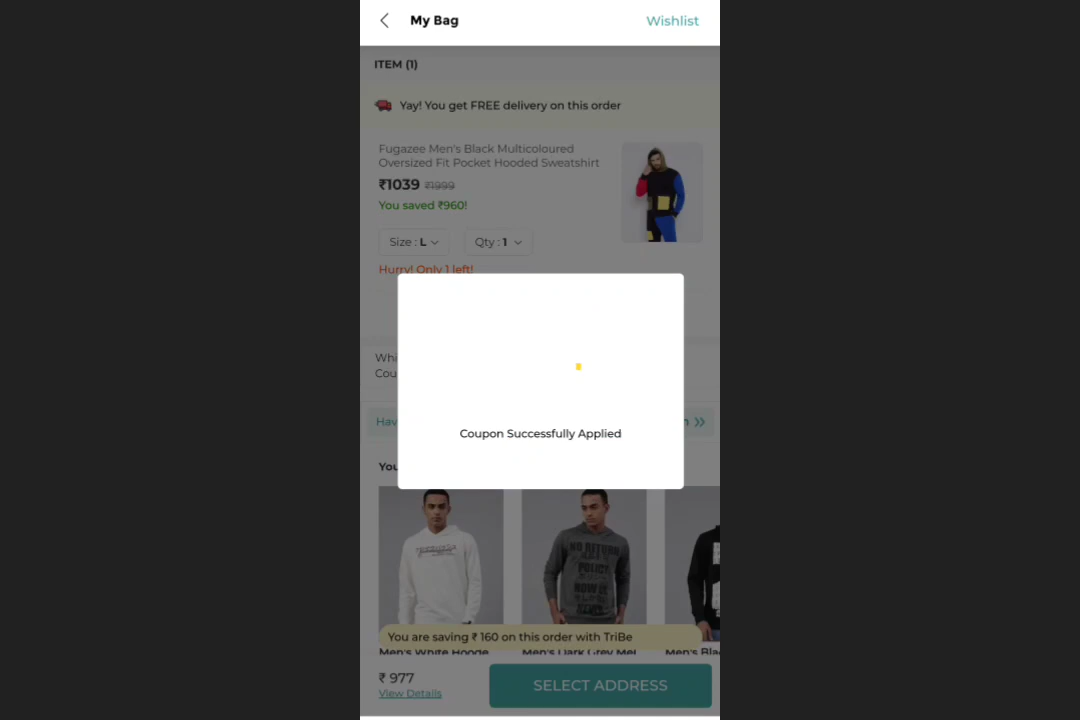 My Bag
Wishlist
ITEM (1)
Yay! You get FREE delivery on this order
Fugazee Men's Black Multicoloured
Oversized Fit Pocket Hooded Sweatshirt
₹1039 ₹1999
You saved ₹960!
Size : L
Qty : 1
Hurry! Only 1 left!
Whi
Cou
Hav
Coupon Successfully Applied
You
NO RETURN
POLICY
You are saving ₹ 160 on this order with TriBe
Men's White Hoode
Men's Dark Grey Mel
Men's Bla
₹ 977
View Details
SELECT ADDRESS